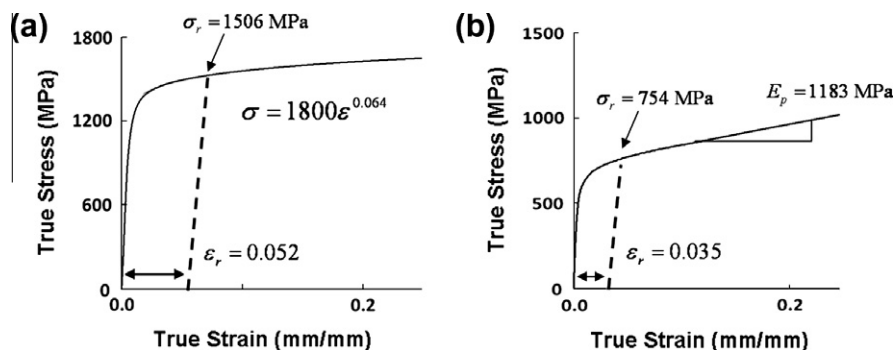 (a)
σr = 1506 MPa
1800
1200
600
0
True Stress (MPa)
σ = 1800ε^0.064
εr = 0.052
0.0
0.2
True Strain (mm/mm)
(b)
1500
1000
500
0
True Stress (MPa)
σr = 754 MPa
Ep = 1183 MPa
εr = 0.035
0.0
0.2
True Strain (mm/mm)